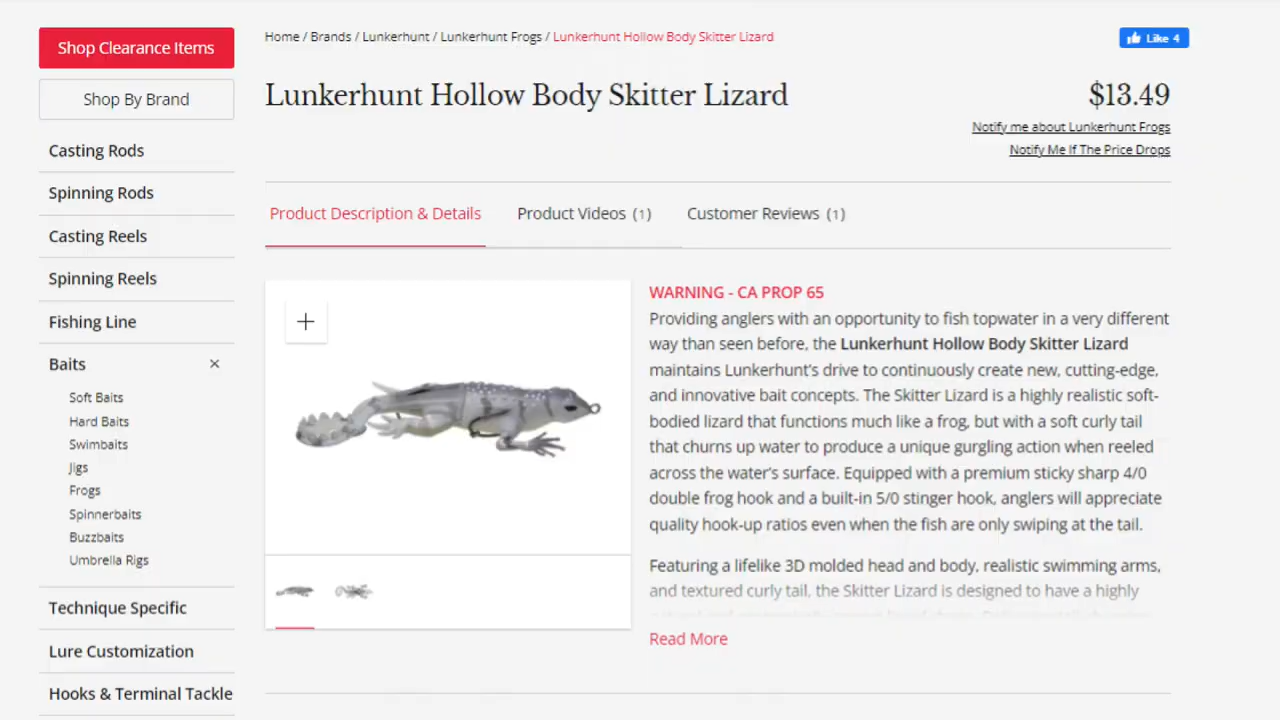 Shop Clearance Items
Shop By Brand
Casting Rods
Spinning Rods
Casting Reels
Spinning Reels
Fishing Line
Baits
Soft Baits
Hard Baits
Swimbaits
Jigs
Frogs
Spinnerbaits
Buzzbaits
Umbrella Rigs
Technique Specific
Lure Customization
Hooks & Terminal Tackle
Home / Brands / Lunkerhunt / Lunkerhunt Frogs / Lunkerhunt Hollow Body Skitter Lizard
Like 4
Lunkerhunt Hollow Body Skitter Lizard
$13.49
Notify me about Lunkerhunt Frogs
Notify Me If The Price Drops
Product Description & Details Product Videos (1) Customer Reviews (1)
WARNING - CA PROP 65
Providing anglers with an opportunity to fish topwater in a very different
way than seen before, the Lunkerhunt Hollow Body Skitter Lizard
maintains Lunkerhunt's drive to continuously create new, cutting-edge,
and innovative bait concepts. The Skitter Lizard is a highly realistic soft-
bodied lizard that functions much like a frog, but with a soft curly tail
that churns up water to produce a unique gurgling action when reeled
across the water's surface. Equipped with a premium sticky sharp 4/0
double frog hook and a built-in 5/0 stinger hook, anglers will appreciate
quality hook-up ratios even when the fish are only swiping at the tail.
Featuring a lifelike 3D molded head and body, realistic swimming arms,
and textured curly tail, the Skitter Lizard is designed to have a highly
Read More